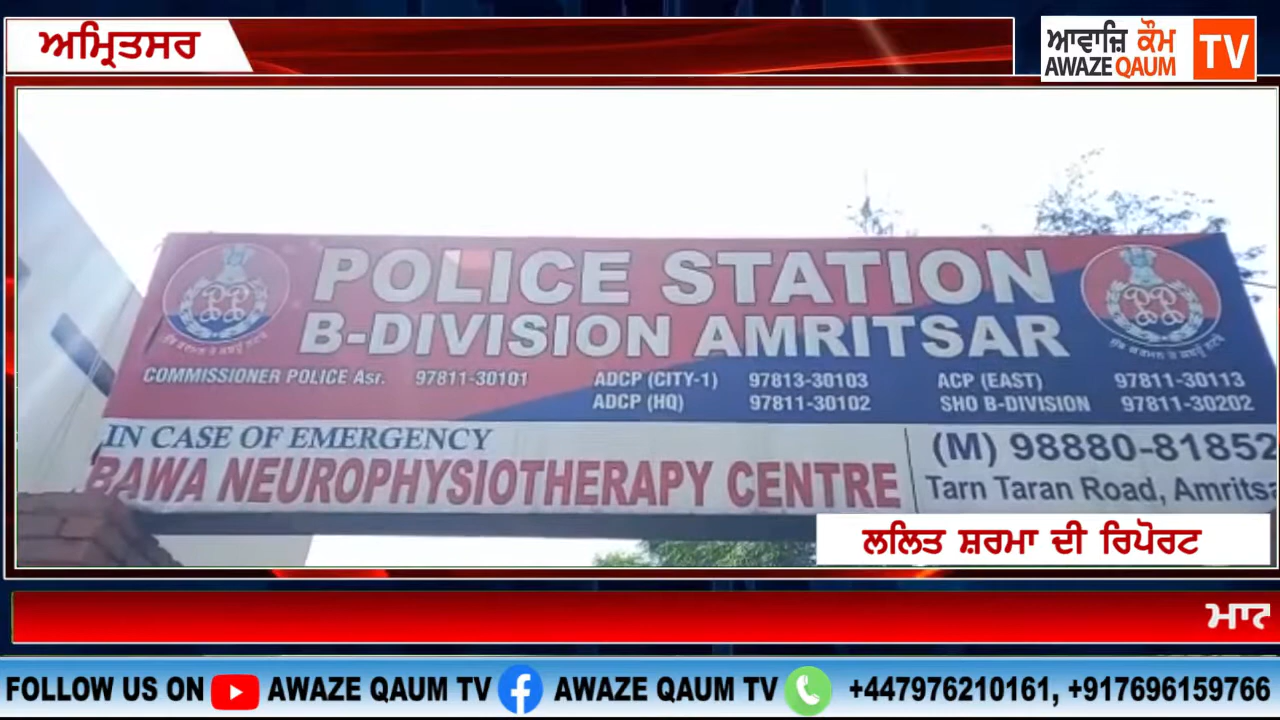 ਅਮ੍ਰਿਤਸਰ
ਆਵਾਜ਼ਿ ਕੌਮ
AWAZE QAUM
TV
POLICE STATION
B-DIVISION AMRITSAR
COMMISSIONER POLICE Asr. 97811-30101 ADCP (CITY-1) 97813-30103 ACP (EAST) 97811-30113
ADCP (HQ) 97811-30102 SHO B-DIVISION 97811-30202
IN CASE OF EMERGENCY
BAWA NEUROPHYSIOTHERAPY CENTRE
(M) 98880-81852
Tarn Taran Road, Amritsa
ਲਲਿਤ ਸ਼ਰਮਾ ਦੀ ਰਿਪੋਰਟ
FOLLOW US ON AWAZE QAUM TV AWAZE QAUM TV +447976210161, +917696159766